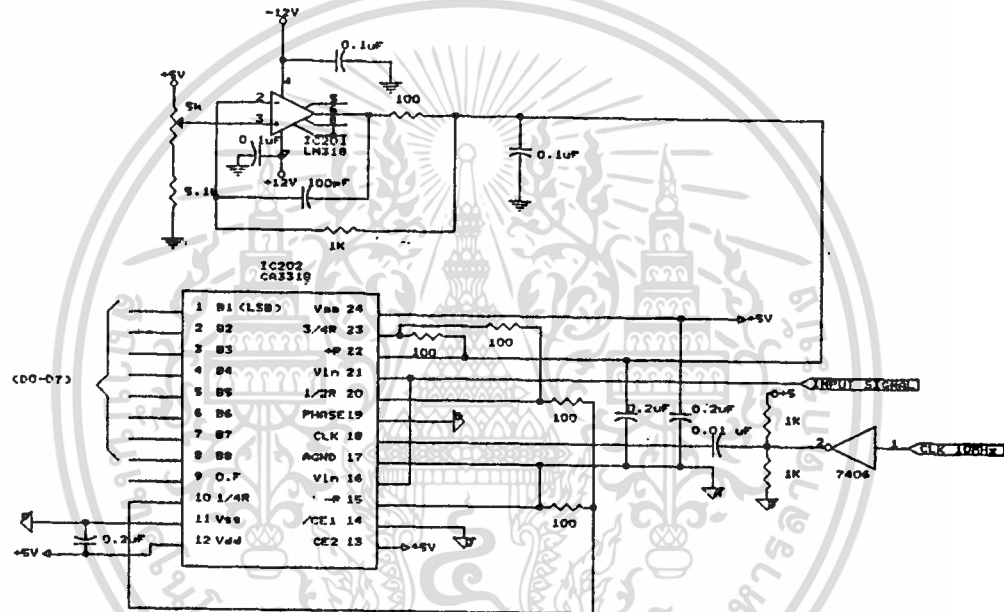 -12V
0.1uF
+5V
4
5K
2
3
5
8
1
IC201
LM318
100
0.1uF
+12V
100pF
0.1uF
1K
IC202
CA3318
1 B1 (LSB)
2 B2
3 B3
4 B4
5 B5
6 B6
7 B7
8 B8
9 O.F
10 1/4R
11 Vss
12 Vdd
24
3/4R 23
+R 22
Vin 21
1/2R 20
PHASE 19
CLK 18
AGND 17
Vin 16
-R 15
/CE1 14
CE2 13
(D0-D7)
+5V
100
100
INPUT SIGNAL
100
0.2uF
0.2uF
0.01 uF
+5
1K
1K
2
1
7406
CLK 10MHz
100
0.2uF
+5V
+5V